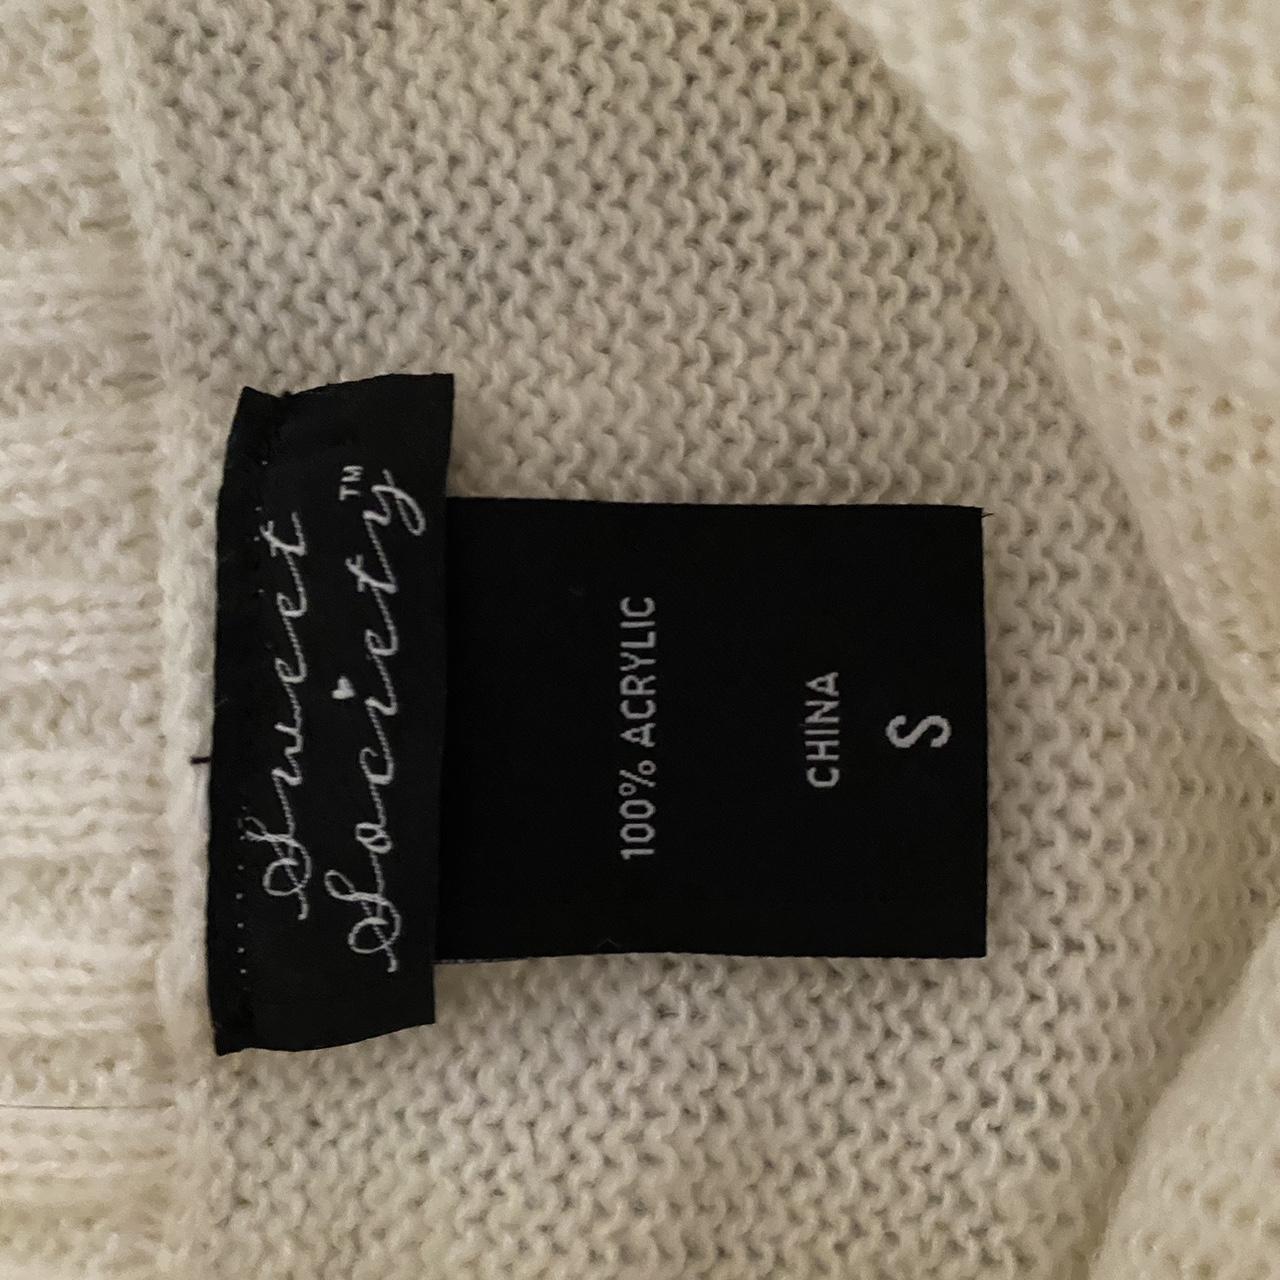 Sweet
Society™
100% ACRYLIC
CHINA
S